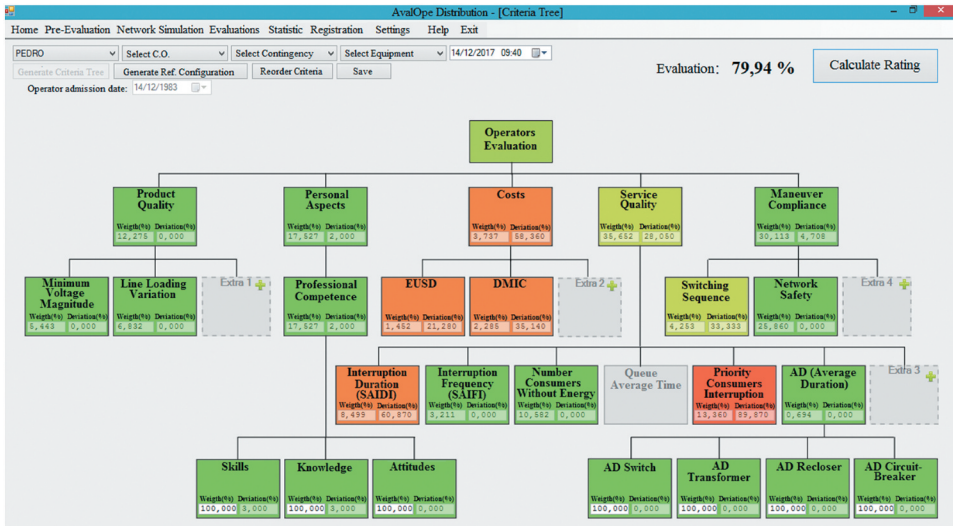 AvalOpe Distribution - [Criteria Tree]
Home Pre-Evaluation Network Simulation Evaluations Statistic Registration Settings Help Exit
PEDRO Select C.O. Select Contingency Select Equipment 14/12/2017 09:40
Generate Criteria Tree Generate Ref. Configuration Reorder Criteria Save
Operator admission date: 14/12/1983
Evaluation: 79,94 % Calculate Rating
Operators
Evaluation
Product
Quality
Weigth(%) Deviation(%)
12,275 0,000
Personal
Aspects
Weigth(%) Deviation(%)
17,527 2,000
Costs
Weigth(%) Deviation(%)
3,737 58,360
Service
Quality
Weigth(%) Deviation(%)
35,652 28,050
Maneuver
Compliance
Weigth(%) Deviation(%)
30,113 4,708
Minimum
Voltage
Magnitude
Weigth(%) Deviation(%)
5,443 0,000
Line Loading
Variation
Weigth(%) Deviation(%)
6,832 0,000
Extra 1
Professional
Competence
Weigth(%) Deviation(%)
17,527 2,000
EUSD
Weigth(%) Deviation(%)
1,452 21,280
DMIC
Weigth(%) Deviation(%)
2,285 35,140
Extra 2
Switching
Sequence
Weigth(%) Deviation(%)
4,253 33,333
Network
Safety
Weigth(%) Deviation(%)
25,860 0,000
Extra 4
Interruption
Duration
(SAIDI)
Weigth(%) Deviation(%)
8,499 60,870
Interruption
Frequency
(SAIFI)
Weigth(%) Deviation(%)
3,211 0,000
Number
Consumers
Without Energy
Weigth(%) Deviation(%)
10,582 0,000
Queue
Average Time
Priority
Consumers
Interruption
Weigth(%) Deviation(%)
13,360 89,870
AD (Average
Duration)
Weigth(%) Deviation(%)
0,694 0,000
Extra 3
Skills
Weigth(%) Deviation(%)
100,000 3,000
Knowledge
Weigth(%) Deviation(%)
100,000 3,000
Attitudes
Weigth(%) Deviation(%)
100,000 0,000
AD Switch
Weigth(%) Deviation(%)
100,000 0,000
AD
Transformer
Weigth(%) Deviation(%)
100,000 0,000
AD Recloser
Weigth(%) Deviation(%)
100,000 0,000
AD Circuit-
Breaker
Weigth(%) Deviation(%)
100,000 0,000